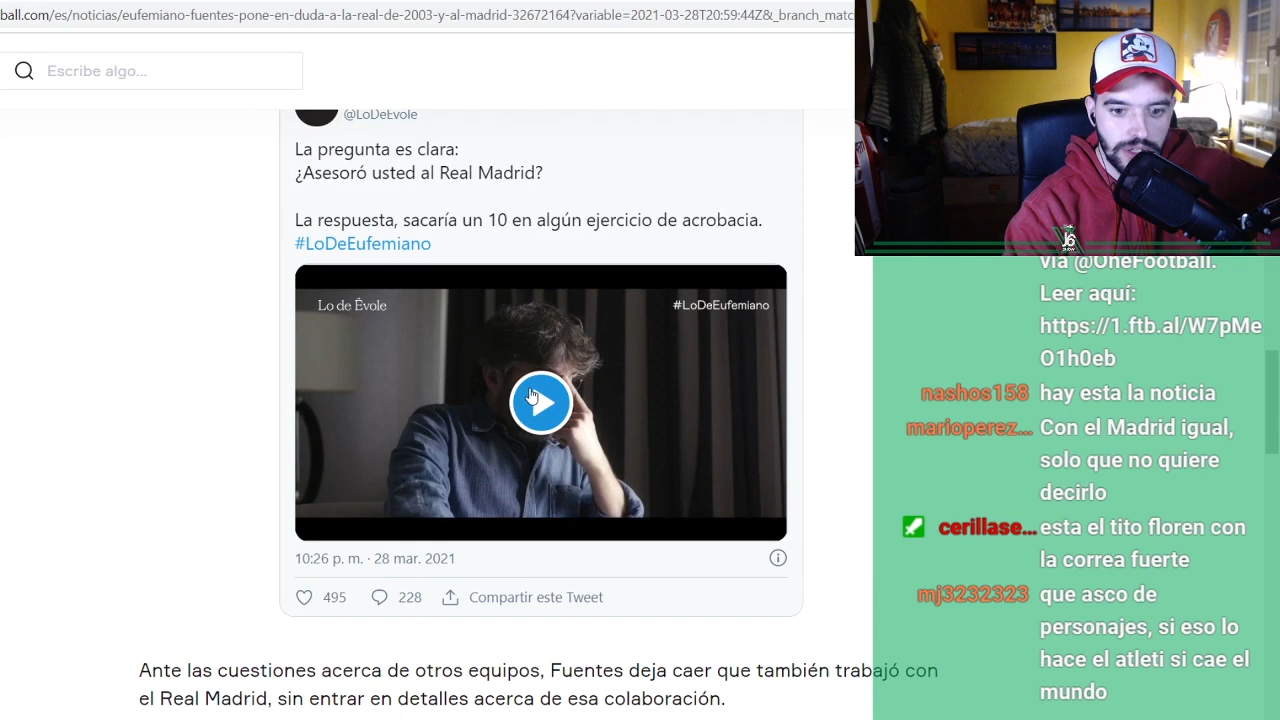 ball.com/es/noticias/eufemiano-fuentes-pone-en-duda-a-la-real-de-2003-y-al-madrid-32672164?variable=2021-03-28T20:59:44Z&_branch_matc
Escribe algo...
@LoDeEvole
La pregunta es clara:
¿Asesoró usted al Real Madrid?
La respuesta, sacaría un 10 en algún ejercicio de acrobacia.
#LoDeEufemiano
Lo de Évole
#LoDeEufemiano
10:26 p. m. · 28 mar. 2021
495
228
Compartir este Tweet
Ante las cuestiones acerca de otros equipos, Fuentes deja caer que también trabajó con
el Real Madrid, sin entrar en detalles acerca de esa colaboración.
J6
vía @OneFootball.
Leer aquí:
https://1.ftb.al/W7pMe
O1h0eb
nashos158 hay esta la noticia
marioperez... Con el Madrid igual,
solo que no quiere
decirlo
cerillase... esta el tito floren con
la correa fuerte
mj3232323 que asco de
personajes, si eso lo
hace el atleti si cae el
mundo